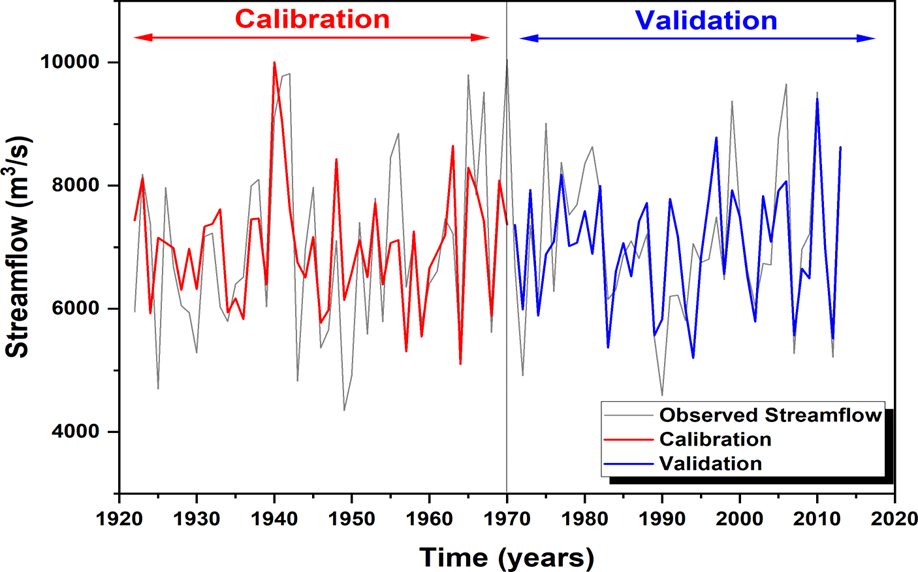 Calibration
Validation
10000
8000
6000
4000
Streamflow (m³/s)
Observed Streamflow
Calibration
Validation
1920 1930 1940 1950 1960 1970 1980 1990 2000 2010 2020
Time (years)